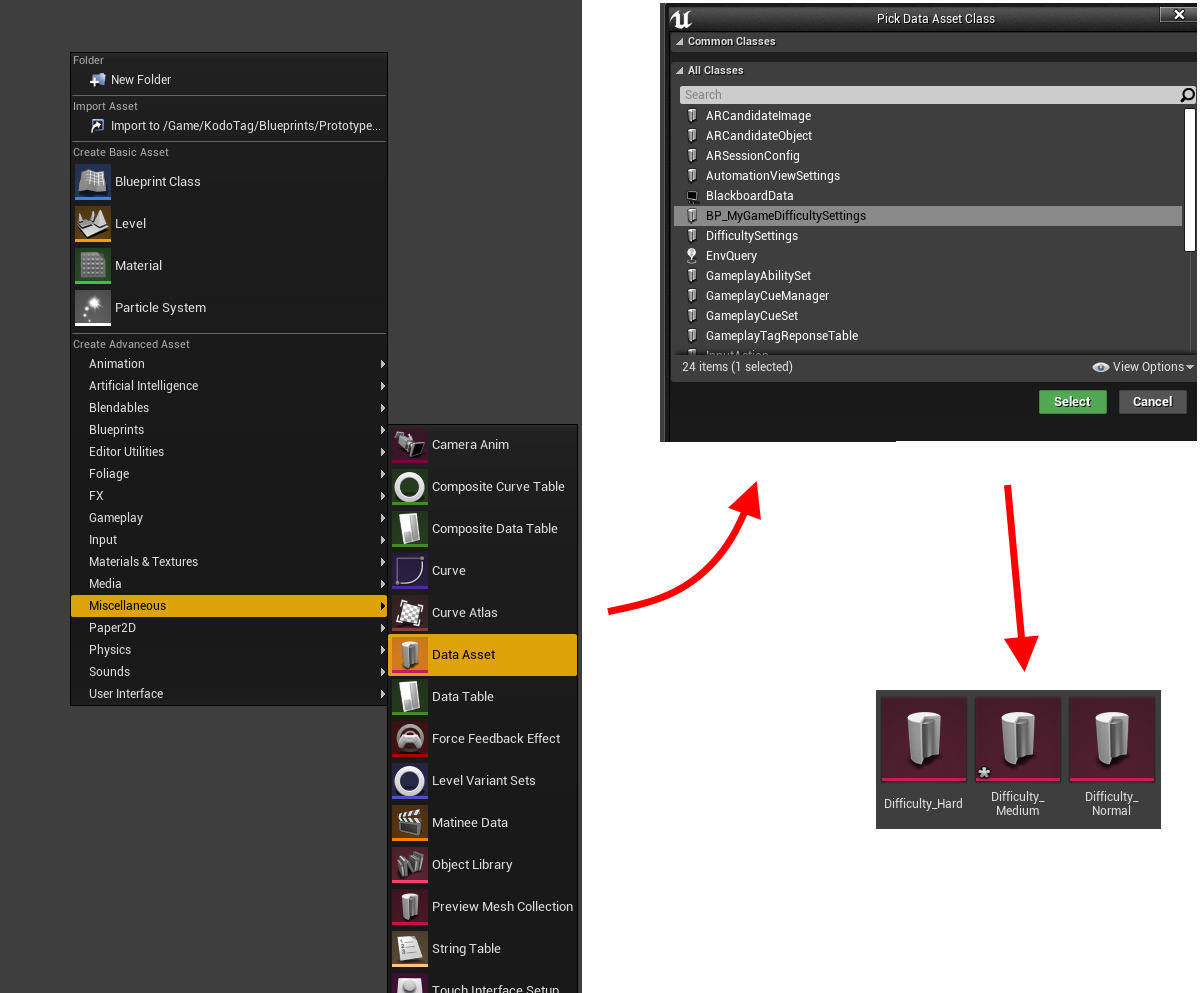 Folder
New Folder
Import Asset
Import to /Game/KodoTag/Blueprints/Prototype...
Create Basic Asset
Blueprint Class
Level
Material
Particle System
Create Advanced Asset
Animation
Artificial Intelligence
Blendables
Blueprints
Editor Utilities
Foliage
FX
Gameplay
Input
Materials & Textures
Media
Miscellaneous
Paper2D
Physics
Sounds
User Interface
Camera Anim
Composite Curve Table
Composite Data Table
Curve
Curve Atlas
Data Asset
Data Table
Force Feedback Effect
Level Variant Sets
Matinee Data
Object Library
Preview Mesh Collection
String Table
Touch Interface Setup
Pick Data Asset Class
Common Classes
All Classes
Search
ARCandidateImage
ARCandidateObject
ARSessionConfig
AutomationViewSettings
BlackboardData
BP_MyGameDifficultySettings
DifficultySettings
EnvQuery
GameplayAbilitySet
GameplayCueManager
GameplayCueSet
GameplayTagReponseTable
InputAction
24 items (1 selected)
View Options
Select
Cancel
Difficulty_Hard
Difficulty_
Medium
Difficulty_
Normal